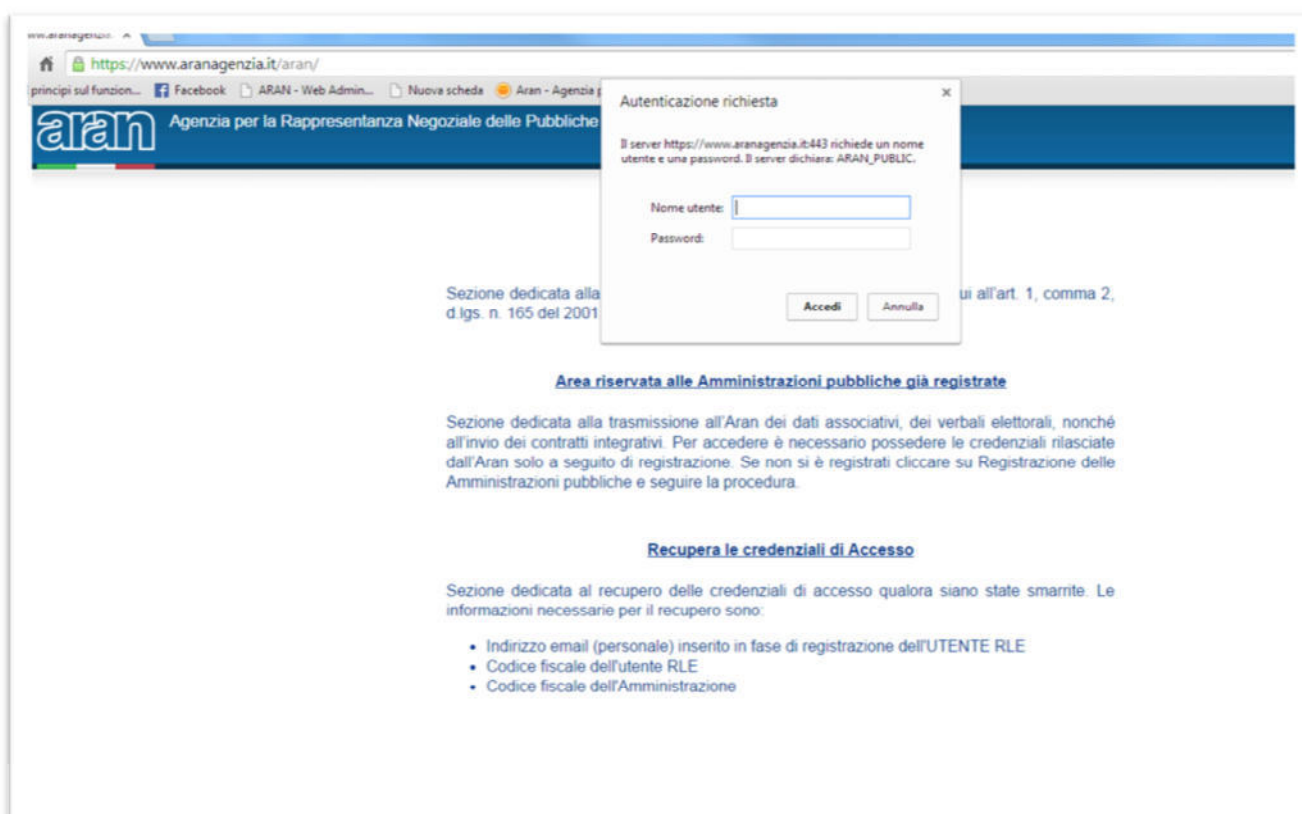 https://www.aranagenzia.it/aran/
principi sul funzion... Facebook ARAN - Web Admin... Nuova scheda Aran - Agenzia p
aran Agenzia per la Rappresentanza Negoziale delle Pubbliche
Autenticazione richiesta
Il server https://www.aranagenzia.it:443 richiede un nome
utente e una password. Il server dichiara: ARAN_PUBLIC.
Nome utente:
Password:
Accedi Annulla
Sezione dedicata alla ui all'art. 1, comma 2,
d.lgs. n. 165 del 2001
Area riservata alle Amministrazioni pubbliche già registrate
Sezione dedicata alla trasmissione all'Aran dei dati associativi, dei verbali elettorali, nonché
all'invio dei contratti integrativi. Per accedere è necessario possedere le credenziali rilasciate
dall'Aran solo a seguito di registrazione. Se non si è registrati cliccare su Registrazione delle
Amministrazioni pubbliche e seguire la procedura.
Recupera le credenziali di Accesso
Sezione dedicata al recupero delle credenziali di accesso qualora siano state smarrite. Le
informazioni necessarie per il recupero sono:
• Indirizzo email (personale) inserito in fase di registrazione dell'UTENTE RLE
• Codice fiscale dell'utente RLE
• Codice fiscale dell'Amministrazione